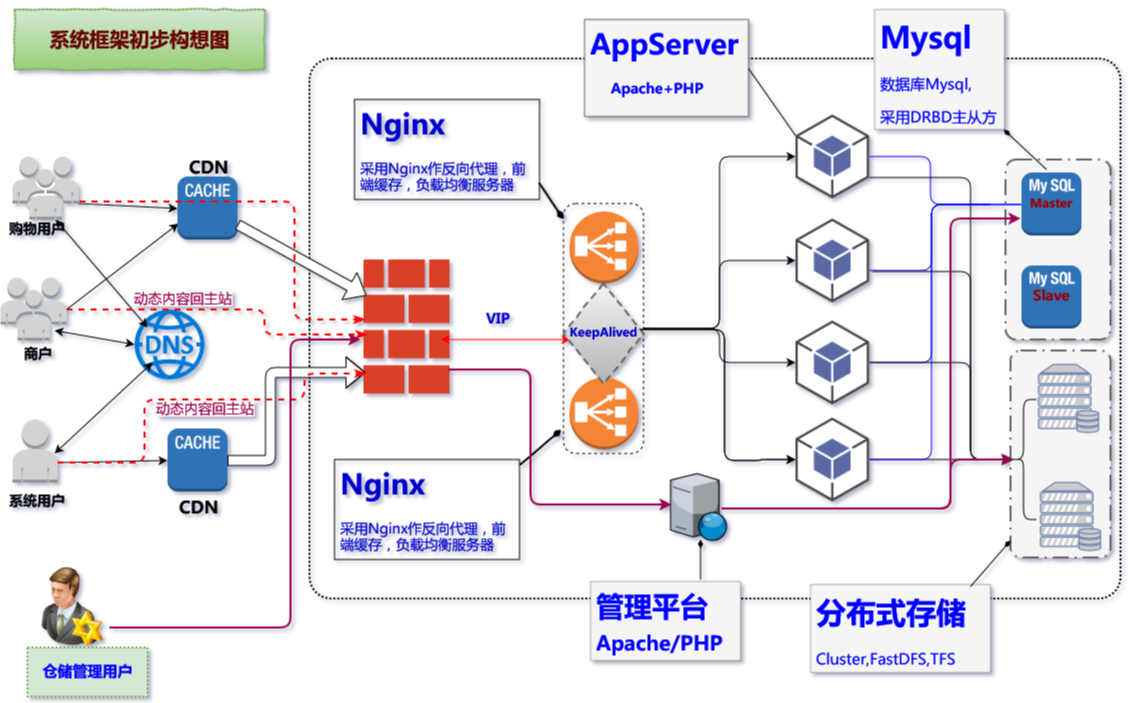 系统框架初步构想图
AppServer
Apache+PHP
Mysql
数据库Mysql,
采用DRBD主从方
Nginx
采用Nginx作反向代理，前
端缓存，负载均衡服务器
CDN
CACHE
购物用户
My SQL
Master
My SQL
Slave
动态内容回主站
商户
DNS
VIP
KeepAlived
动态内容回主站
CACHE
CDN
系统用户
Nginx
采用Nginx作反向代理，前
端缓存，负载均衡服务器
管理平台
Apache/PHP
分布式存储
Cluster,FastDFS,TFS
仓储管理用户